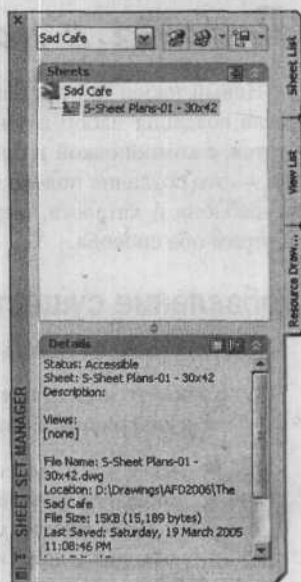 Sad Cafe
Sheets
Sad Cafe
S-Sheet Plans-01 - 30x42
Details
Status: Accessible
Sheet: S-Sheet Plans-01 - 30x42
Description:
Views:
[none]
File Name: S-Sheet Plans-01 -
30x42.dwg
Location: D:\Drawings\AFD2006\The
Sad Cafe
File Size: 15KB (15,189 bytes)
Last Saved: Saturday, 19 March 2005
11:08:46 PM
SHEET SET MANAGER
Sheet List
View List
Resource Draw...